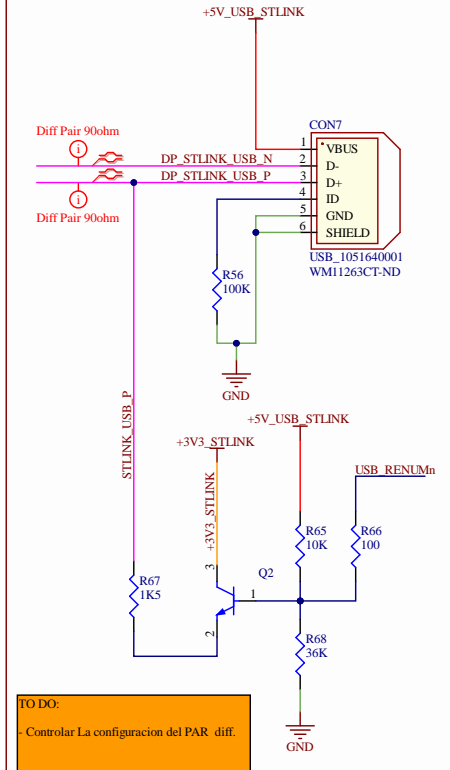 +5V_USB_STLINK
CON7
Diff Pair 90ohm
i
DP_STLINK_USB_N
DP_STLINK_USB_P
i
Diff Pair 90ohm
1 VBUS
2 D-
3 D+
4 ID
5 GND
6 SHIELD
USB_1051640001
WM11263CT-ND
R56
100K
GND
STLINK_USB_P
+5V_USB_STLINK
+3V3_STLINK
+3V3_STLINK
USB_RENUMn
R65
10K
R66
100
R67
1K5
Q2
3
1
2
R68
36K
GND
TO DO:
- Controlar La configuracion del PAR diff.